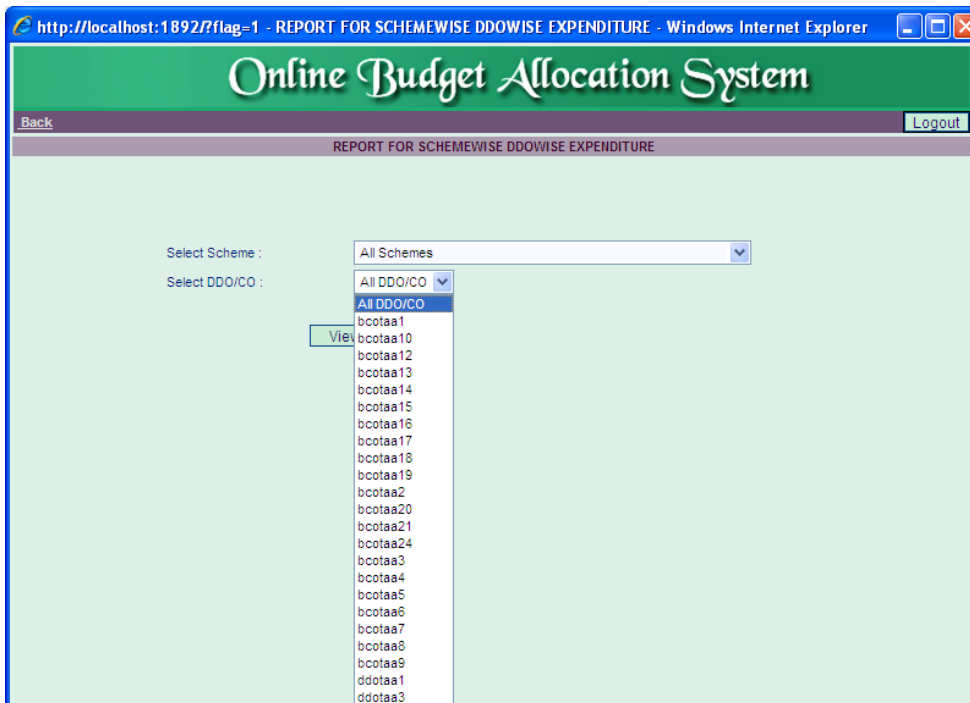 http://localhost:1892/?flag=1 - REPORT FOR SCHEMEWISE DDOWISE EXPENDITURE - Windows Internet Explorer
Online Budget Allocation System
Back Logout
REPORT FOR SCHEMEWISE DDOWISE EXPENDITURE
Select Scheme : All Schemes
Select DDO/CO : All DDO/CO
All DDO/CO
bcotaa1
View
bcotaa10
bcotaa12
bcotaa13
bcotaa14
bcotaa15
bcotaa16
bcotaa17
bcotaa18
bcotaa19
bcotaa2
bcotaa20
bcotaa21
bcotaa24
bcotaa3
bcotaa4
bcotaa5
bcotaa6
bcotaa7
bcotaa8
bcotaa9
ddotaa1
ddotaa3